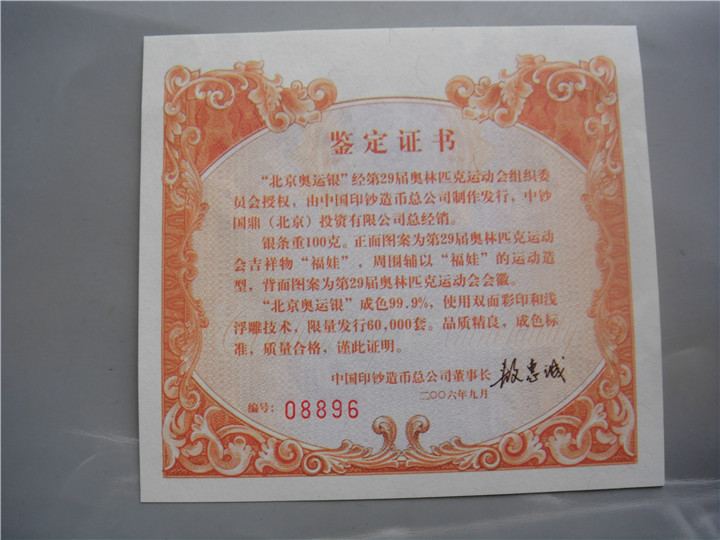 鉴定证书
“北京奥运银”经第29届奥林匹克运动会组织委
员会授权，由中国印钞造币总公司制作发行，中钞
国鼎（北京）投资有限公司总经销。
银条重100克。正面图案为第29届奥林匹克运动
会吉祥物“福娃”，周围辅以“福娃”的运动造
型，背面图案为第29届奥林匹克运动会会徽。
“北京奥运银”成色99.9%，使用双面彩印和浅
浮雕技术，限量发行60,000套。品质精良，成色标
准，质量合格，谨此证明。
中国印钞造币总公司董事长
二〇〇六年九月
编号：08896